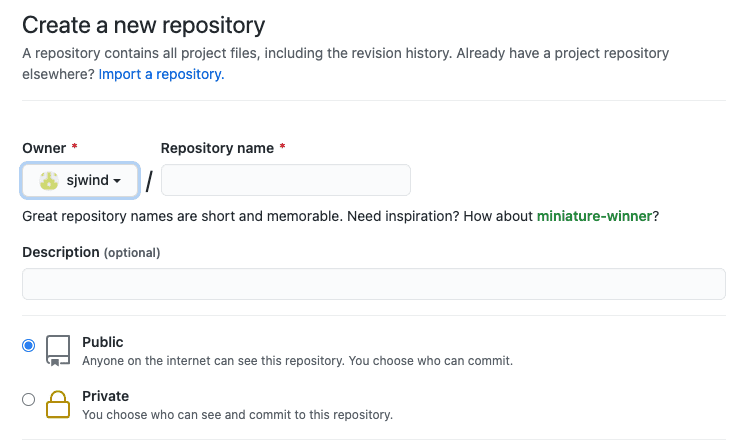 Create a new repository
A repository contains all project files, including the revision history. Already have a project repository
elsewhere? Import a repository.
Owner *
Repository name *
sjwind
/
Great repository names are short and memorable. Need inspiration? How about miniature-winner?
Description (optional)
Public
Anyone on the internet can see this repository. You choose who can commit.
Private
You choose who can see and commit to this repository.